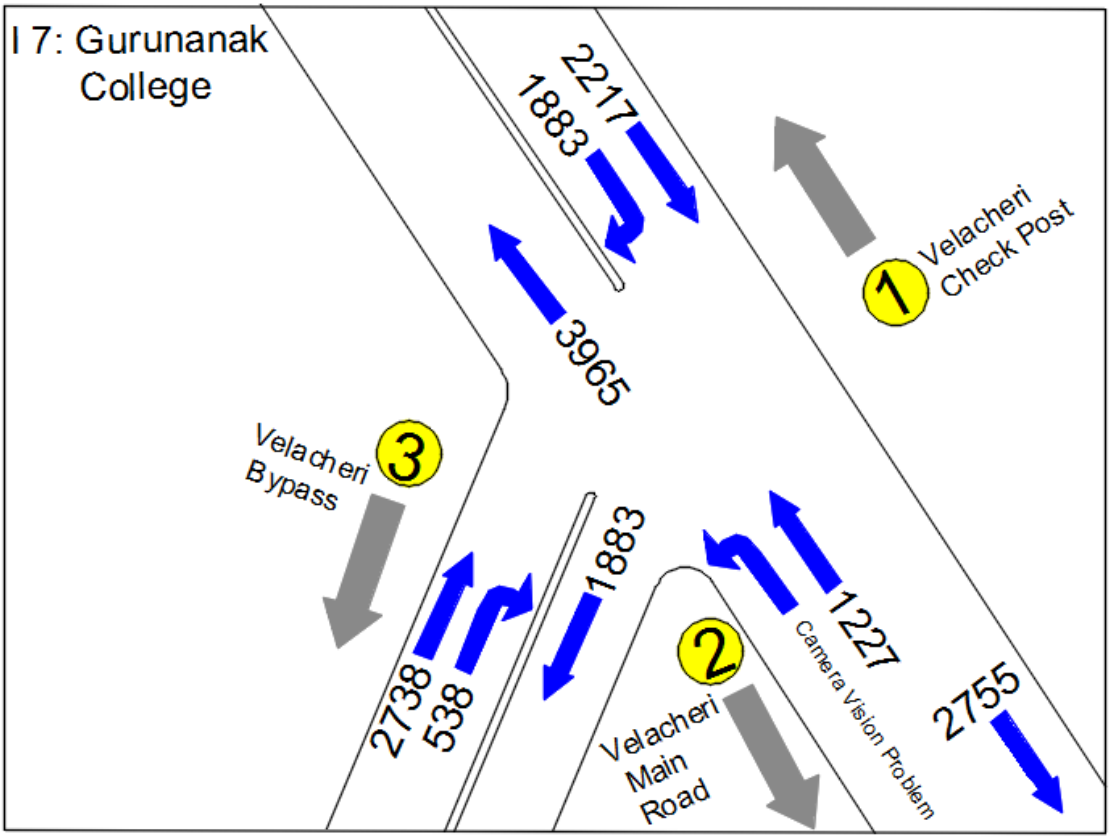 I 7: Gurunanak
College
2217
1883
1
Velacheri
Check Post
3965
3
Velacheri
Bypass
1883
2738
538
2
Velacheri
Main
Road
1227
Camera Vision Problem
2755